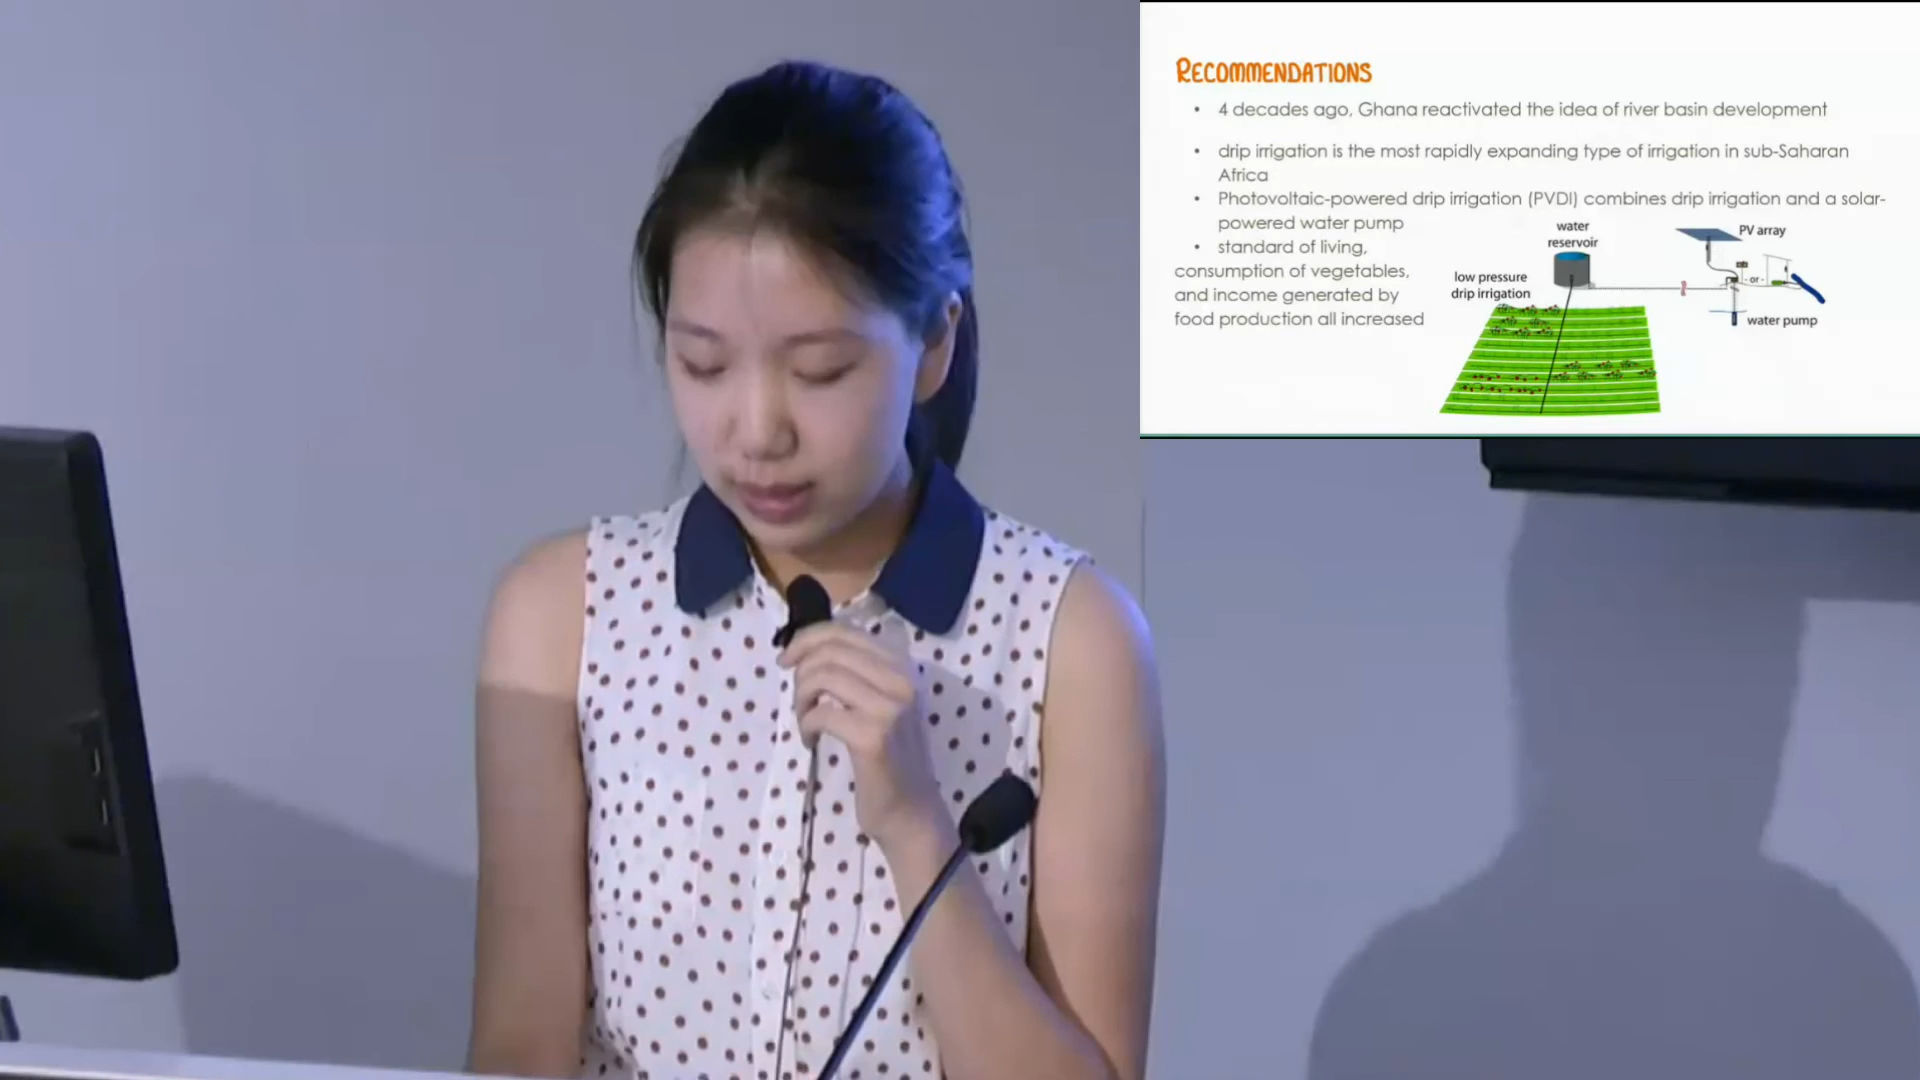 RECOMMENDATIONS
• 4 decades ago, Ghana reactivated the idea of river basin development
• drip irrigation is the most rapidly expanding type of irrigation in sub-Saharan
Africa
• Photovoltaic-powered drip irrigation (PVDI) combines drip irrigation and a solar-
powered water pump
• standard of living,
consumption of vegetables,
and income generated by
food production all increased
water
reservoir
PV array
low pressure
drip irrigation
- or -
water pump